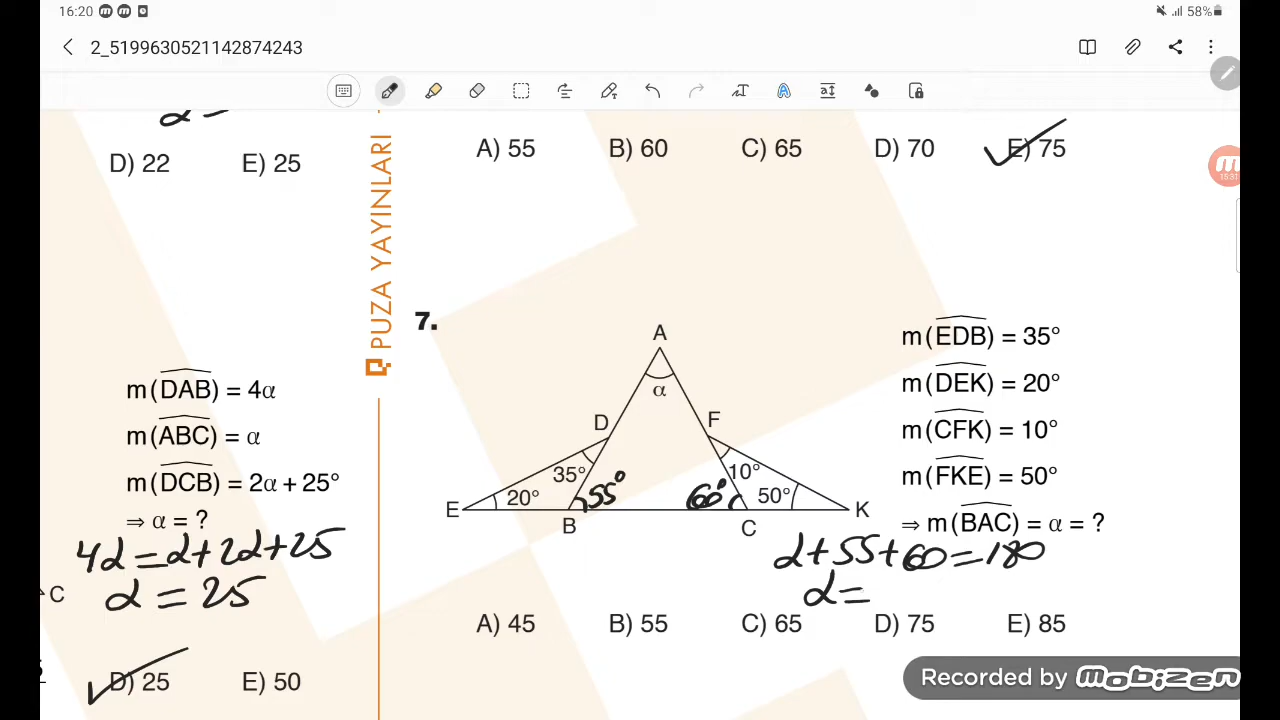 16:20
58%
2_5199630521142874243
D) 22 E) 25
A) 55 B) 60 C) 65 D) 70 E) 75
PUZA YAYINLARI
m(DAB) = 4α
m(ABC) = α
m(DCB) = 2α + 25°
⇒ α = ?
4α = α + 2α + 25
α = 25
C
D) 25 E) 50
7.
A
α
D
F
35°
10°
20°
55°
60°
50°
E
B
C
K
m(EDB) = 35°
m(DEK) = 20°
m(CFK) = 10°
m(FKE) = 50°
⇒ m(BAC) = α = ?
α + 55 + 60 = 180
α =
A) 45 B) 55 C) 65 D) 75 E) 85
Recorded by mobizen